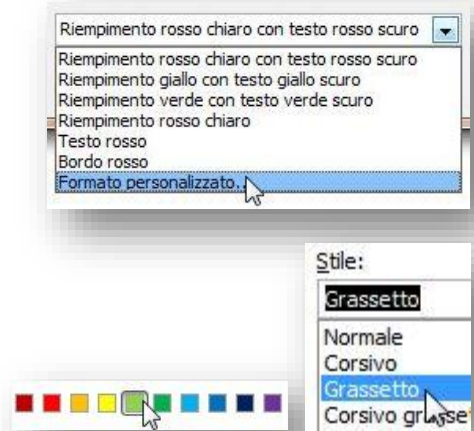 Riempimento rosso chiaro con testo rosso scuro
Riempimento rosso chiaro con testo rosso scuro
Riempimento giallo con testo giallo scuro
Riempimento verde con testo verde scuro
Riempimento rosso chiaro
Testo rosso
Bordo rosso
Formato personalizzato..
Stile:
Grassetto
Normale
Corsivo
Grassetto
Corsivo